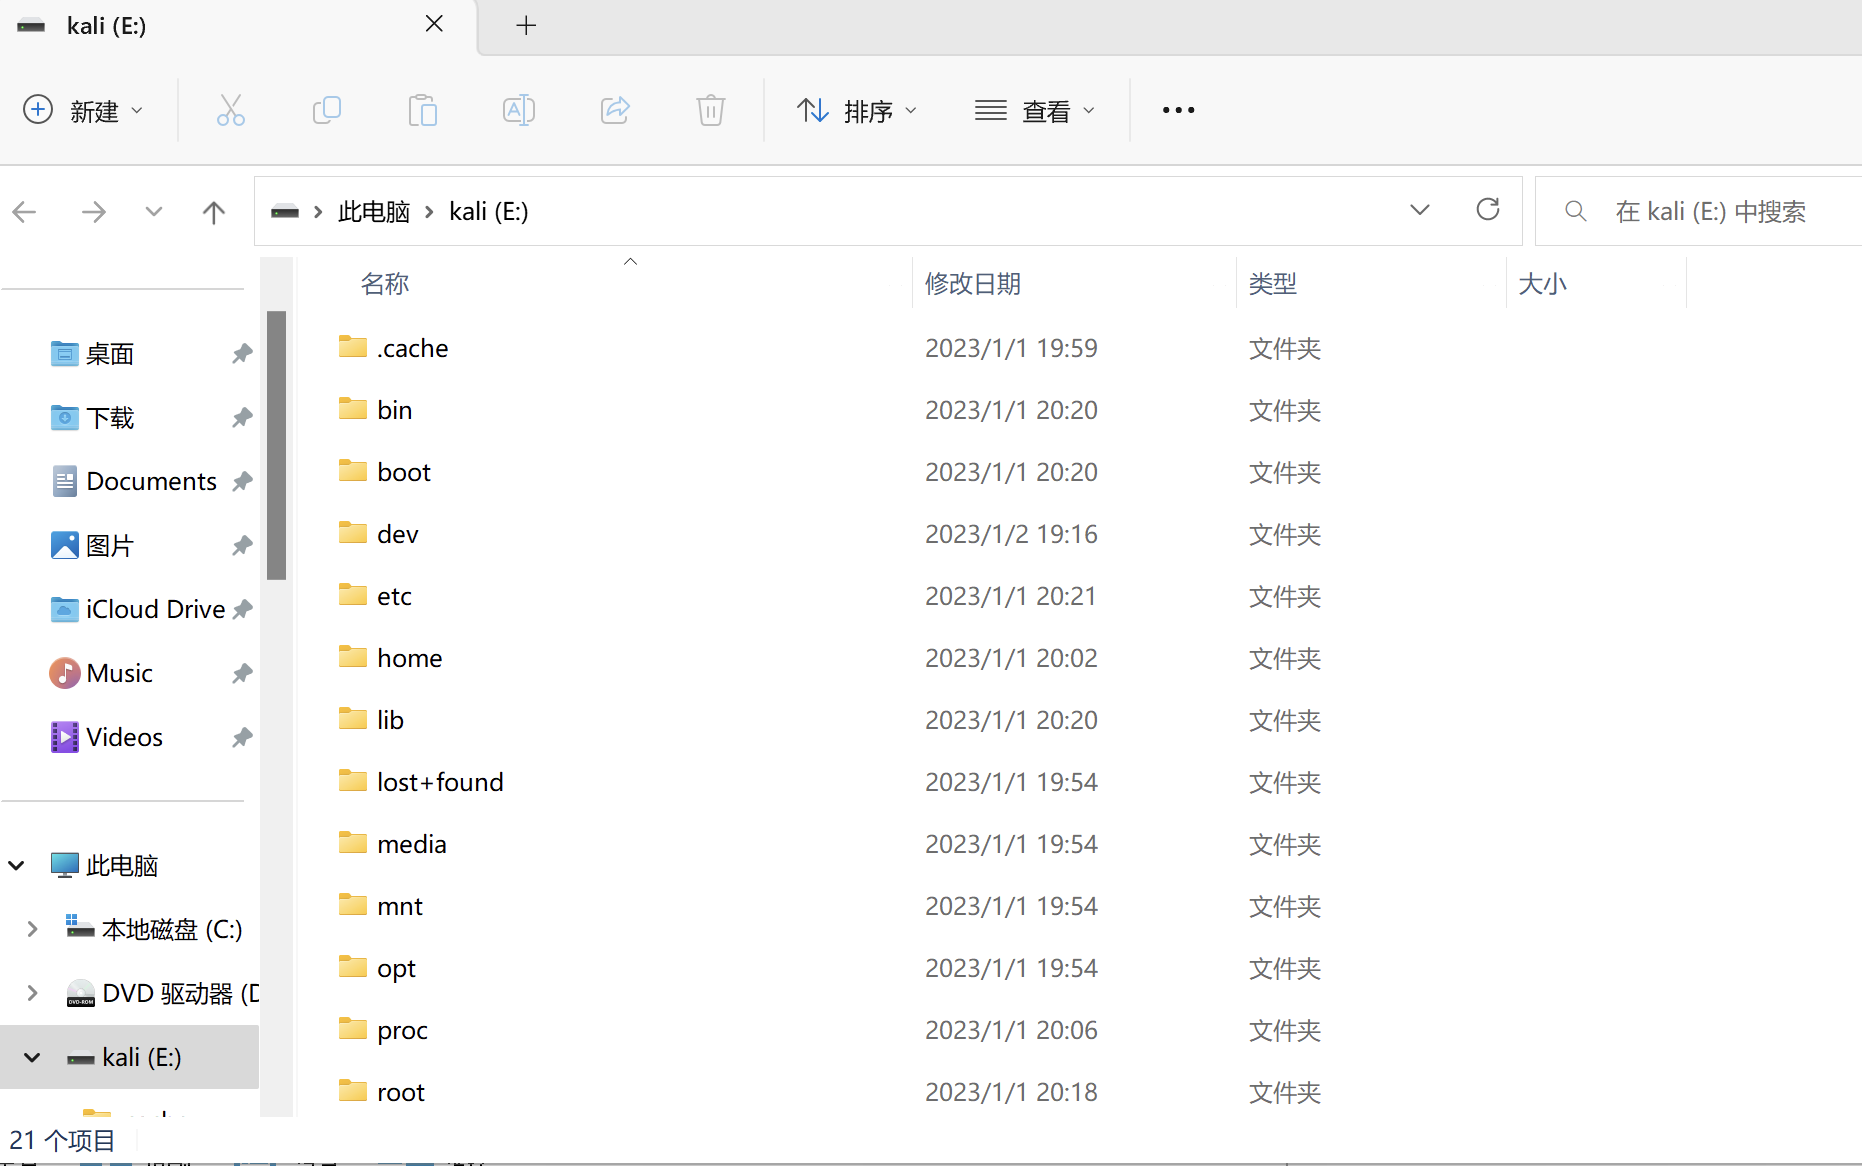 kali (E:)
新建
排序
查看
此电脑
kali (E:)
在 kali (E:) 中搜索
名称
修改日期
类型
大小
桌面
下载
Documents
图片
iCloud Drive
Music
Videos
此电脑
本地磁盘 (C:)
DVD 驱动器 (D
kali (E:)
.cache 2023/1/1 19:59 文件夹
bin 2023/1/1 20:20 文件夹
boot 2023/1/1 20:20 文件夹
dev 2023/1/2 19:16 文件夹
etc 2023/1/1 20:21 文件夹
home 2023/1/1 20:02 文件夹
lib 2023/1/1 20:20 文件夹
lost+found 2023/1/1 19:54 文件夹
media 2023/1/1 19:54 文件夹
mnt 2023/1/1 19:54 文件夹
opt 2023/1/1 19:54 文件夹
proc 2023/1/1 20:06 文件夹
root 2023/1/1 20:18 文件夹
21 个项目